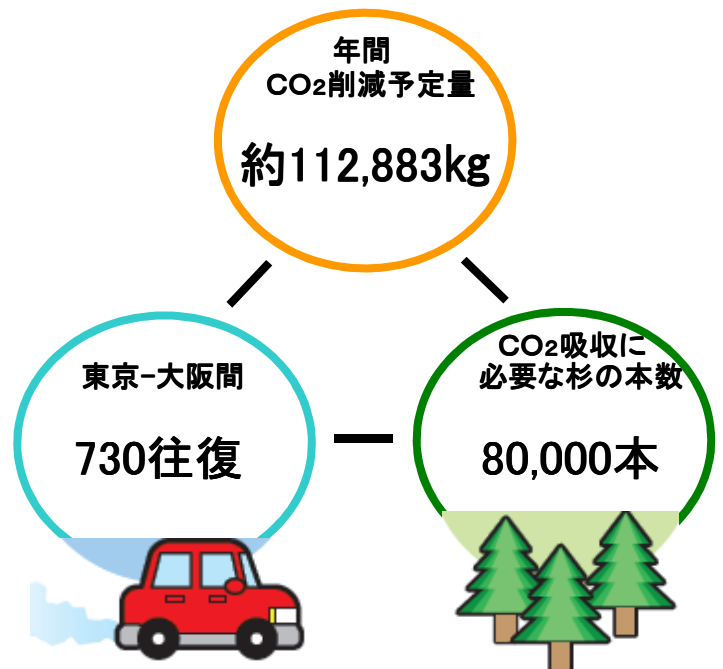 年間
CO2削減予定量
約112,883kg
東京-大阪間
730往復
CO2吸収に
必要な杉の本数
80,000本